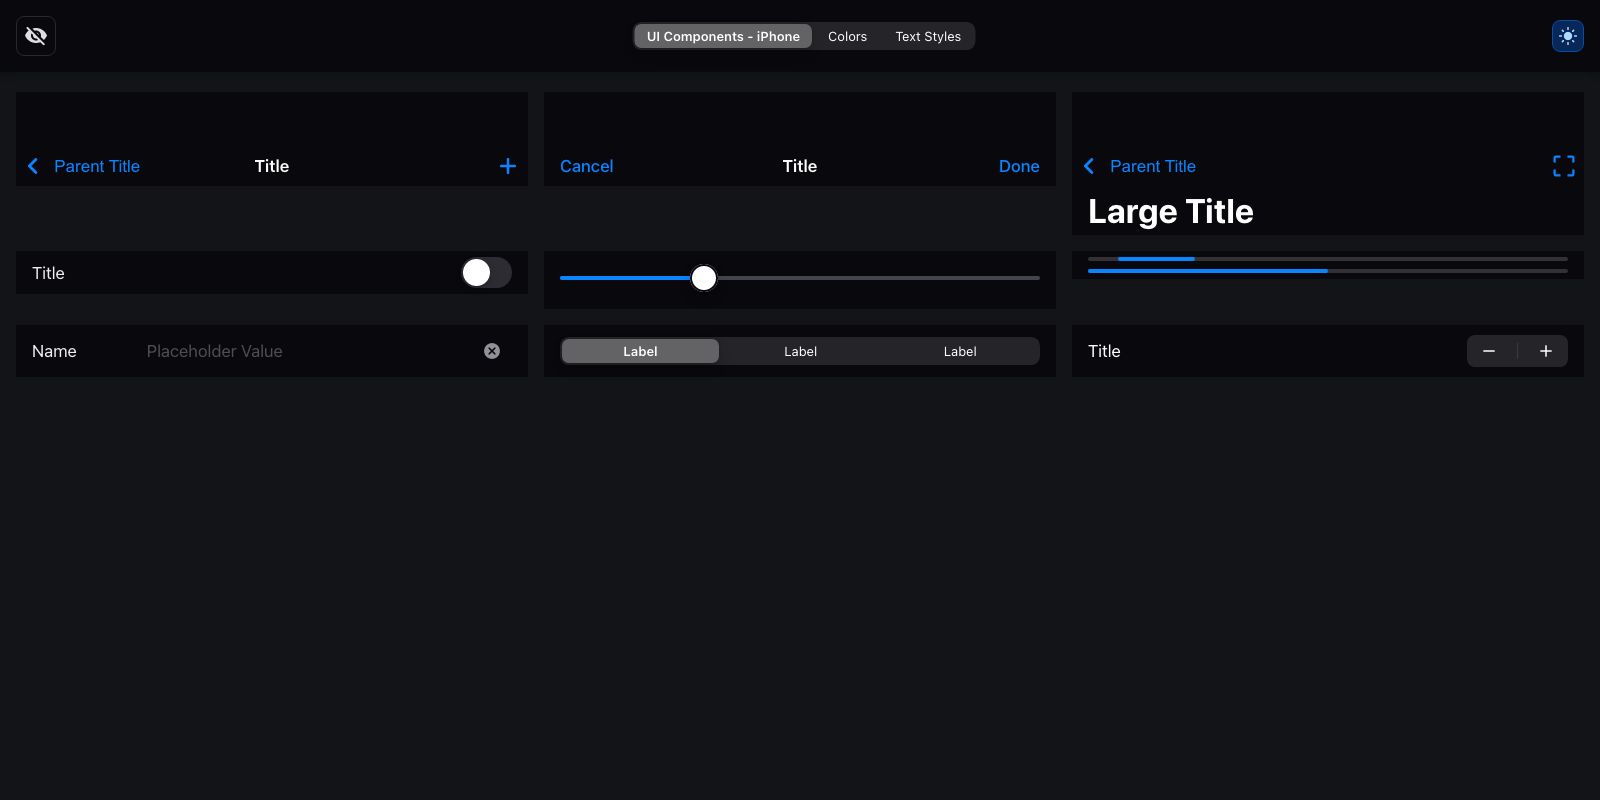 UI Components - iPhone Colors Text Styles
Parent Title Title
Cancel Title Done
Parent Title
Large Title
Title
Name Placeholder Value
Label Label Label
Title